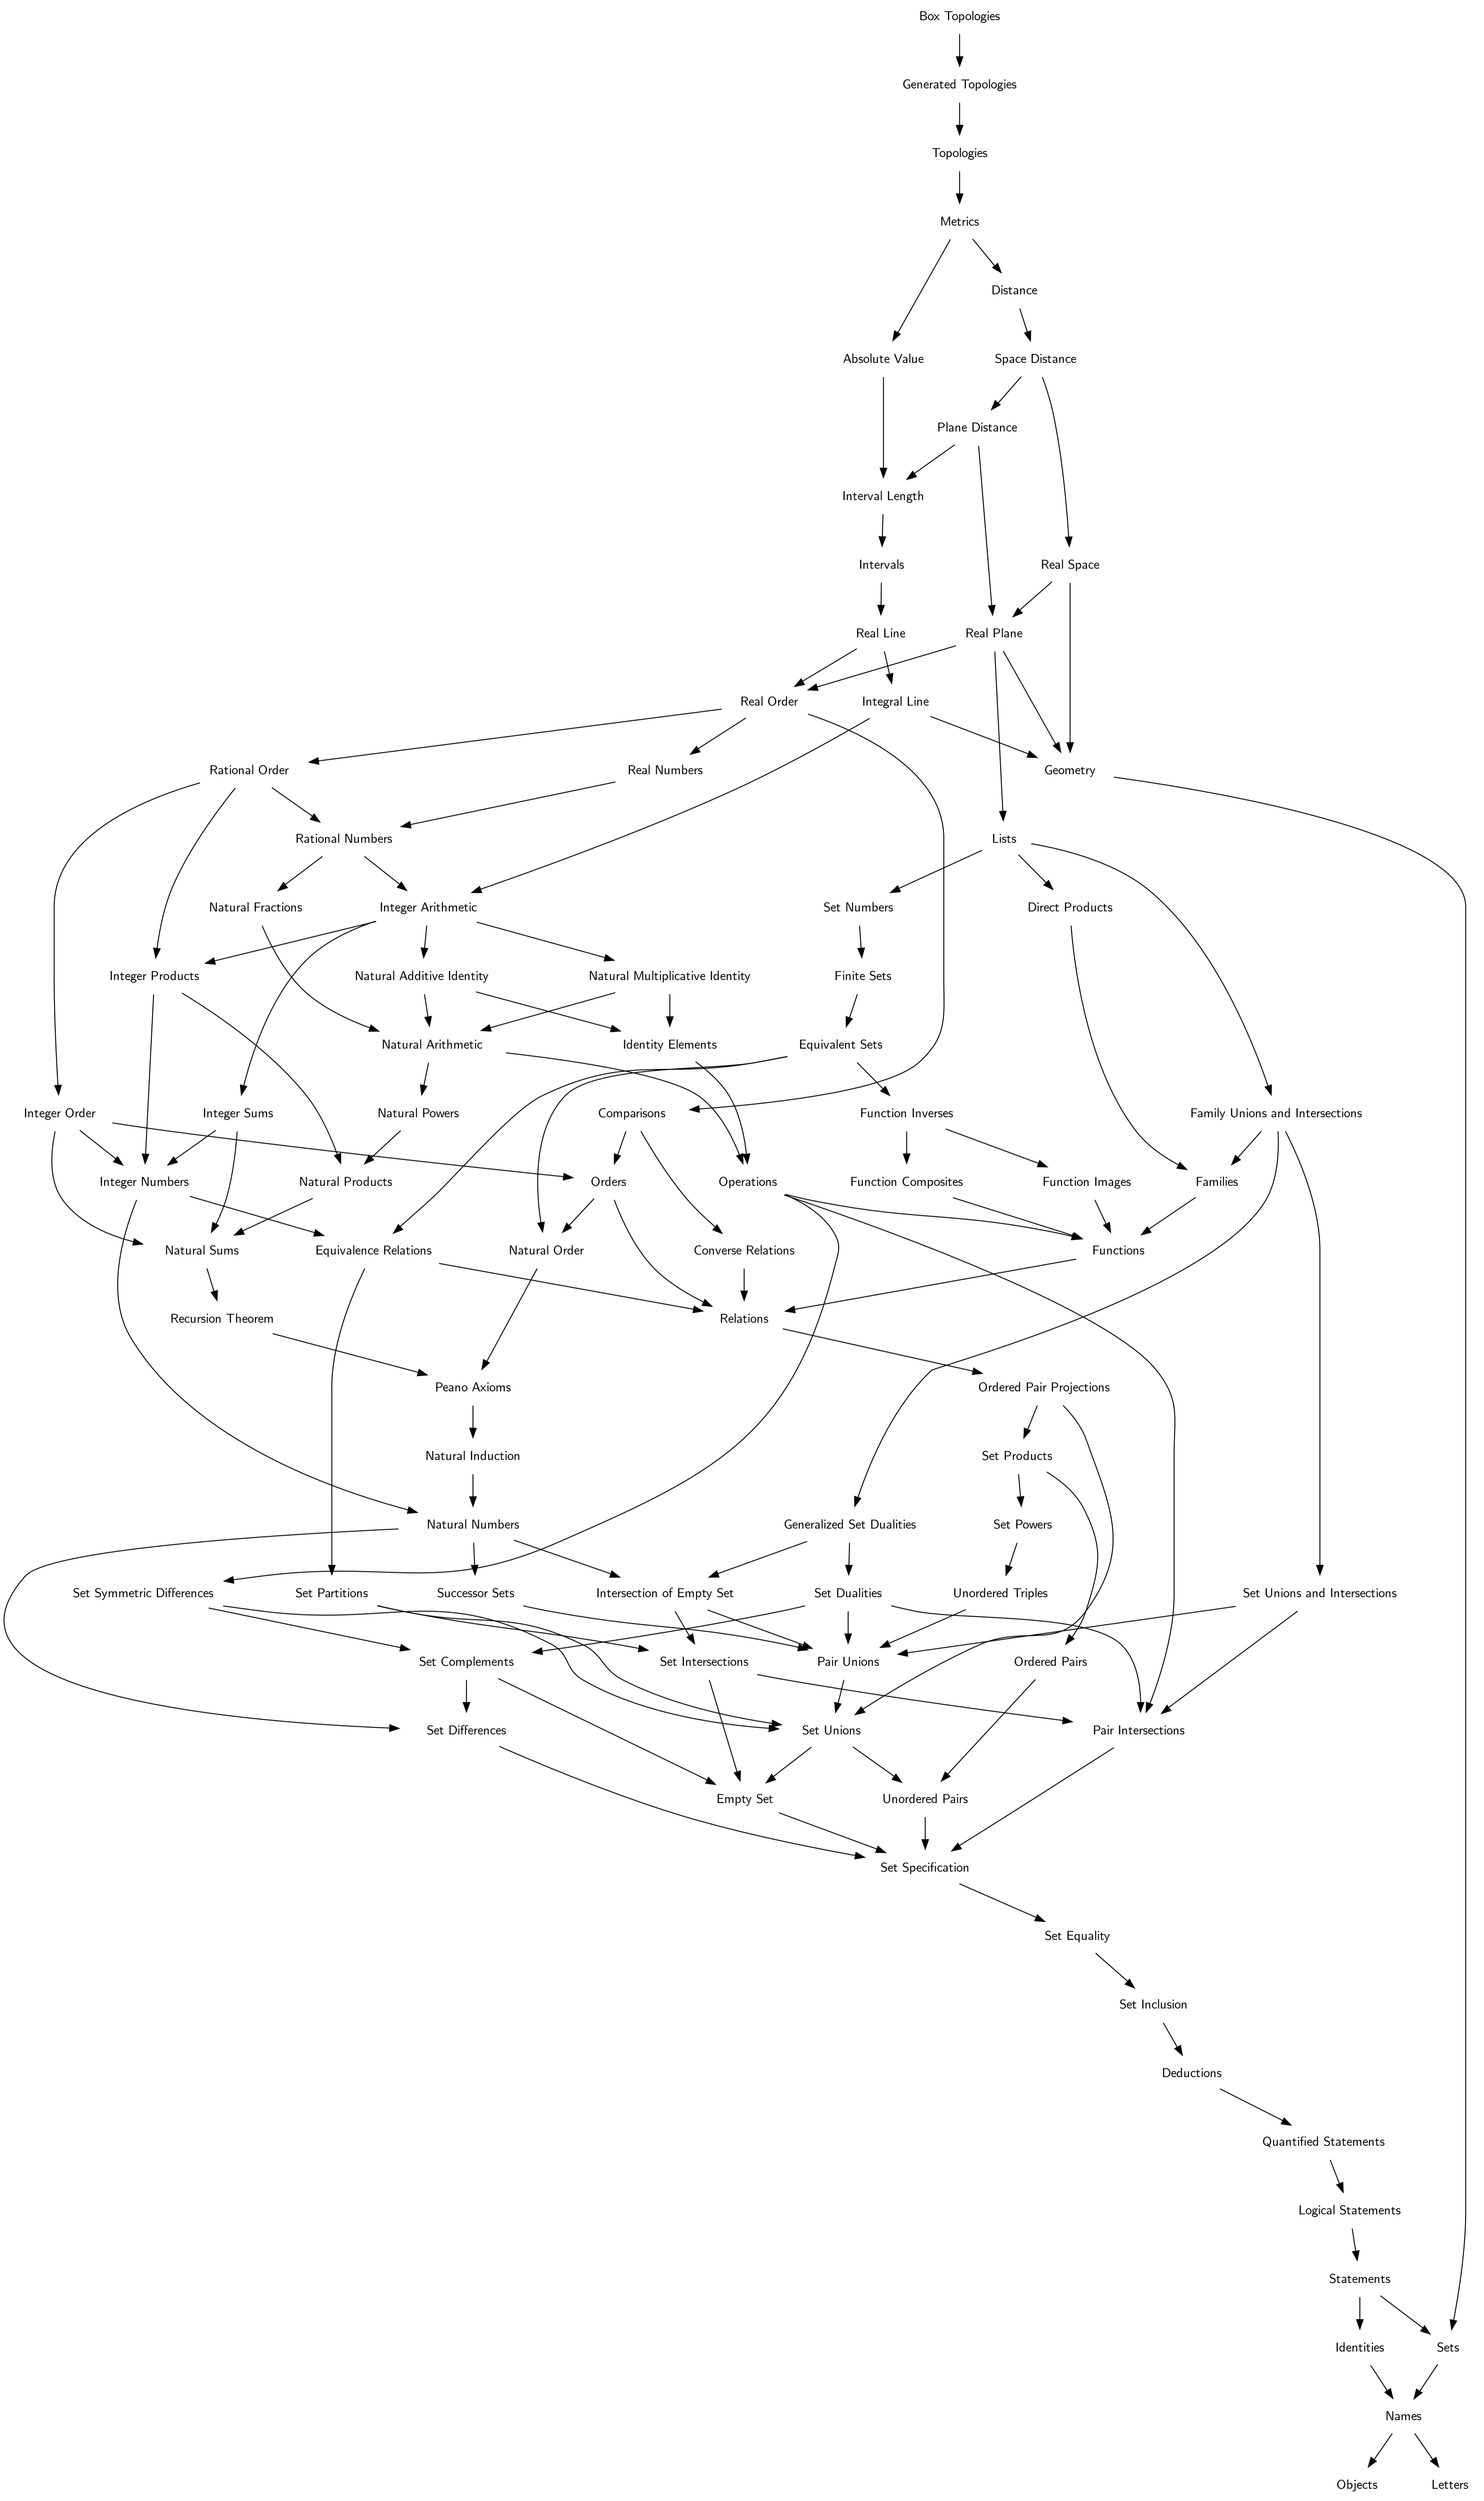 Box Topologies
Generated Topologies
Topologies
Metrics
Distance
Absolute Value
Space Distance
Plane Distance
Interval Length
Intervals
Real Space
Real Line
Real Plane
Real Order
Integral Line
Rational Order
Real Numbers
Geometry
Rational Numbers
Lists
Natural Fractions
Integer Arithmetic
Set Numbers
Direct Products
Integer Products
Natural Additive Identity
Natural Multiplicative Identity
Finite Sets
Natural Arithmetic
Identity Elements
Equivalent Sets
Integer Order
Integer Sums
Natural Powers
Comparisons
Function Inverses
Family Unions and Intersections
Integer Numbers
Natural Products
Orders
Operations
Function Composites
Function Images
Families
Natural Sums
Equivalence Relations
Natural Order
Converse Relations
Functions
Recursion Theorem
Relations
Peano Axioms
Ordered Pair Projections
Natural Induction
Set Products
Natural Numbers
Generalized Set Dualities
Set Powers
Set Symmetric Differences
Set Partitions
Successor Sets
Intersection of Empty Set
Set Dualities
Unordered Triples
Set Unions and Intersections
Set Complements
Set Intersections
Pair Unions
Ordered Pairs
Set Differences
Set Unions
Pair Intersections
Empty Set
Unordered Pairs
Set Specification
Set Equality
Set Inclusion
Deductions
Quantified Statements
Logical Statements
Statements
Identities
Sets
Names
Objects
Letters